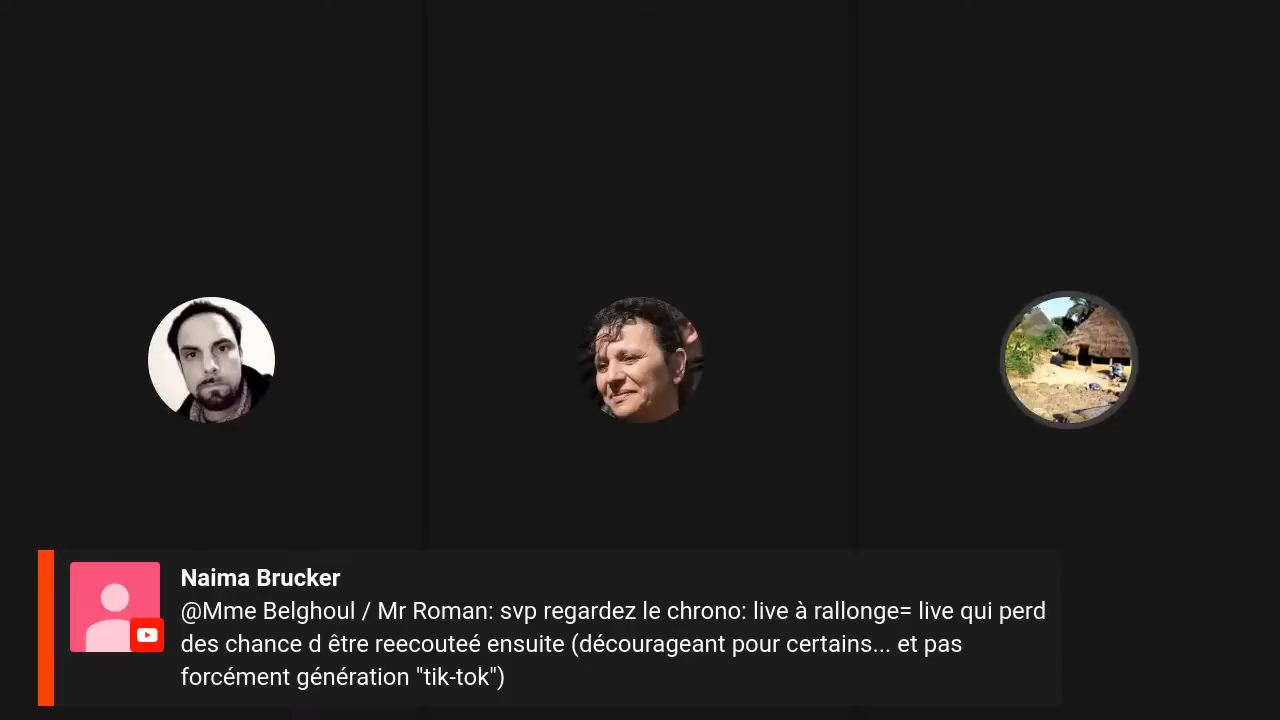 Naima Brucker
@Mme Belghoul / Mr Roman: svp regardez le chrono: live à rallonge= live qui perd
des chance d être reecouteé ensuite (décourageant pour certains... et pas
forcément génération "tik-tok")